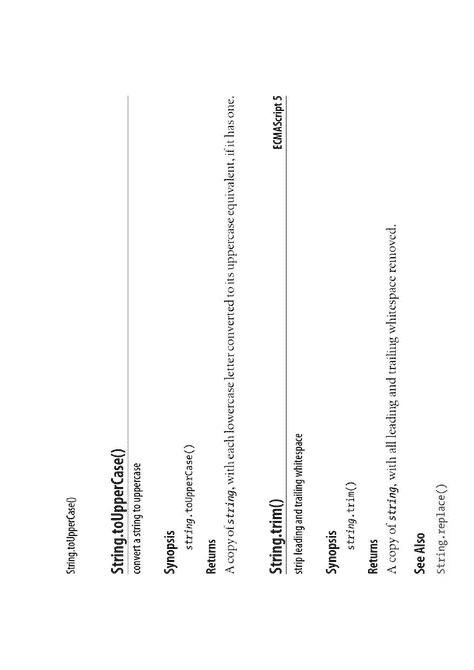 String.toUpperCase()
String.toUpperCase()
convert a string to uppercase
Synopsis
string.toUpperCase()
Returns
A copy of string, with each lowercase letter converted to its uppercase equivalent, if it has one.
String.trim() ECMAScript 5
strip leading and trailing whitespace
Synopsis
string.trim()
Returns
A copy of string, with all leading and trailing whitespace removed.
See Also
String.replace()